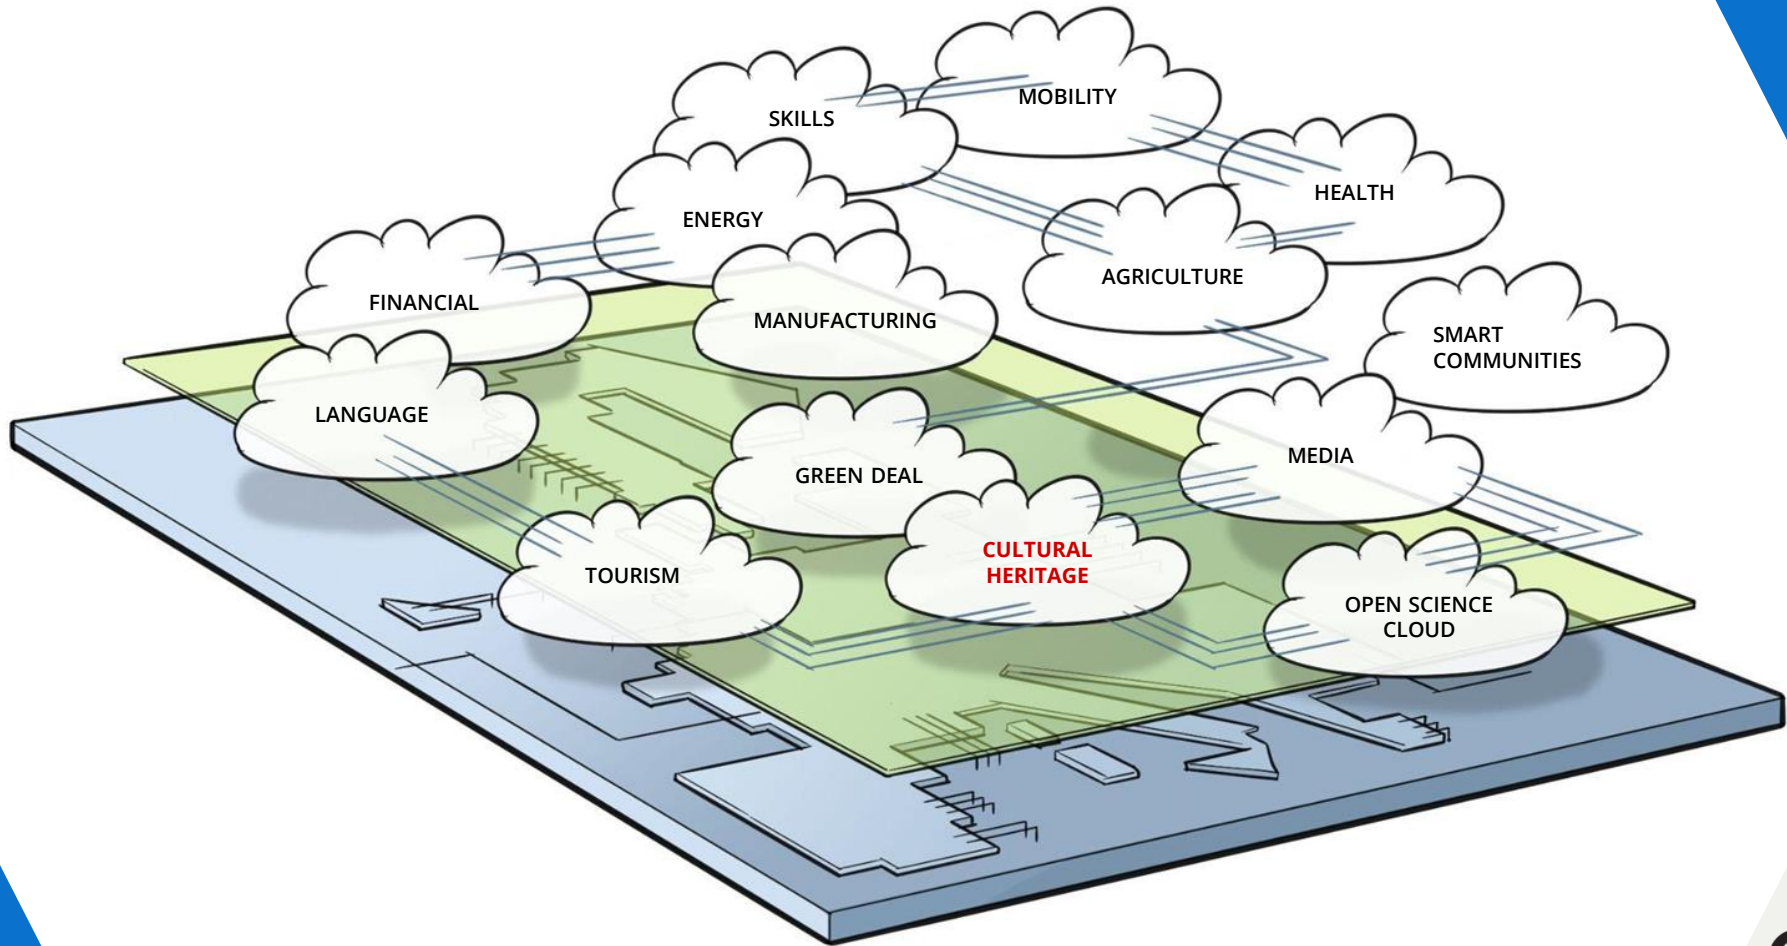 MOBILITY
SKILLS
HEALTH
ENERGY
AGRICULTURE
FINANCIAL
MANUFACTURING
SMART
COMMUNITIES
LANGUAGE
MEDIA
GREEN DEAL
CULTURAL
HERITAGE
TOURISM
OPEN SCIENCE
CLOUD